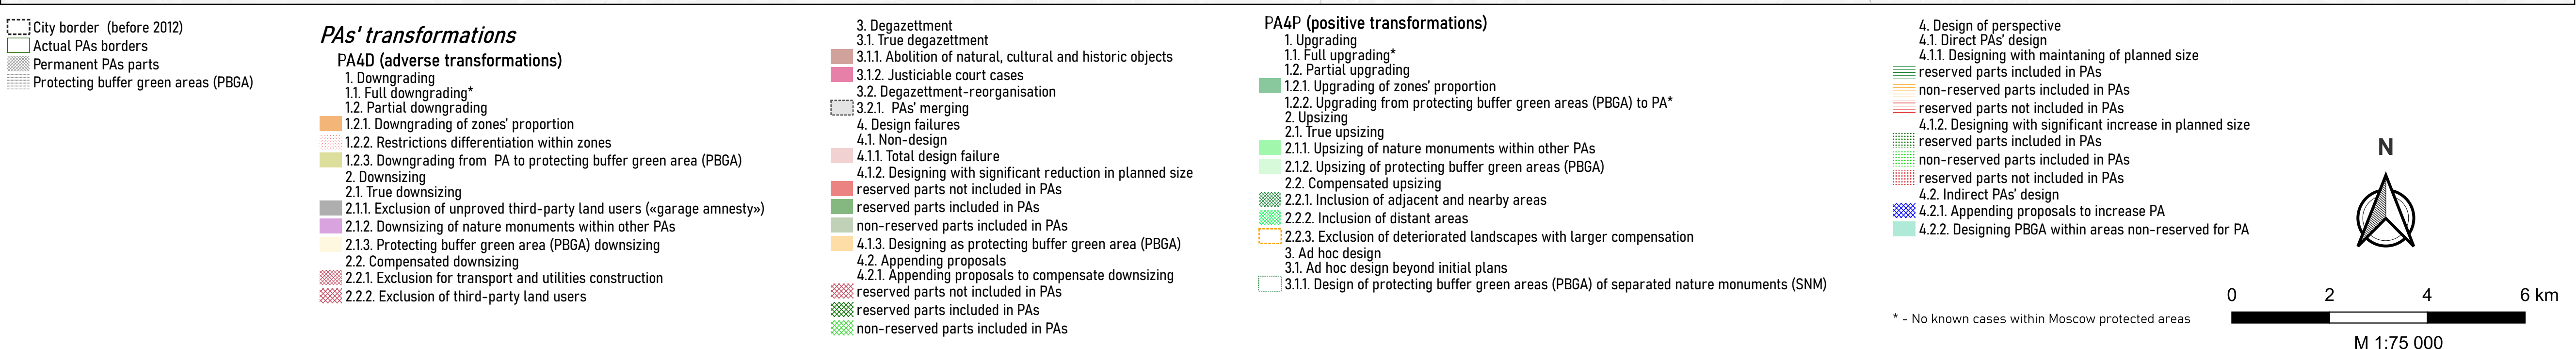 City border (before 2012)
Actual PAs borders
Permanent PAs parts
Protecting buffer green areas (PBGA)
PAs' transformations
PA4D (adverse transformations)
1. Downgrading
1.1. Full downgrading*
1.2. Partial downgrading
1.2.1. Downgrading of zones' proportion
1.2.2. Restrictions differentiation within zones
1.2.3. Downgrading from PA to protecting buffer green area (PBGA)
2. Downsizing
2.1. True downsizing
2.1.1. Exclusion of unproved third-party land users («garage amnesty»)
2.1.2. Downsizing of nature monuments within other PAs
2.1.3. Protecting buffer green area (PBGA) downsizing
2.2. Compensated downsizing
2.2.1. Exclusion for transport and utilities construction
2.2.2. Exclusion of third-party land users
3. Degazettment
3.1. True degazettment
3.1.1. Abolition of natural, cultural and historic objects
3.1.2. Justiciable court cases
3.2. Degazettment-reorganisation
3.2.1. PAs' merging
4. Design failures
4.1. Non-design
4.1.1. Total design failure
4.1.2. Designing with significant reduction in planned size
reserved parts not included in PAs
reserved parts included in PAs
non-reserved parts included in PAs
4.1.3. Designing as protecting buffer green area (PBGA)
4.2. Appending proposals
4.2.1. Appending proposals to compensate downsizing
reserved parts not included in PAs
reserved parts included in PAs
non-reserved parts included in PAs
PA4P (positive transformations)
1. Upgrading
1.1. Full upgrading*
1.2. Partial upgrading
1.2.1. Upgrading of zones' proportion
1.2.2. Upgrading from protecting buffer green areas (PBGA) to PA*
2. Upsizing
2.1. True upsizing
2.1.1. Upsizing of nature monuments within other PAs
2.1.2. Upsizing of protecting buffer green areas (PBGA)
2.2. Compensated upsizing
2.2.1. Inclusion of adjacent and nearby areas
2.2.2. Inclusion of distant areas
2.2.3. Exclusion of deteriorated landscapes with larger compensation
3. Ad hoc design
3.1. Ad hoc design beyond initial plans
3.1.1. Design of protecting buffer green areas (PBGA) of separated nature monuments (SNM)
4. Design of perspective
4.1. Direct PAs' design
4.1.1. Designing with maintaning of planned size
reserved parts included in PAs
non-reserved parts included in PAs
reserved parts not included in PAs
4.1.2. Designing with significant increase in planned size
reserved parts included in PAs
non-reserved parts included in PAs
reserved parts not included in PAs
4.2. Indirect PAs' design
4.2.1. Appending proposals to increase PA
4.2.2. Designing PBGA within areas non-reserved for PA
* - No known cases within Moscow protected areas
N
0 2 4 6 km
M 1:75 000